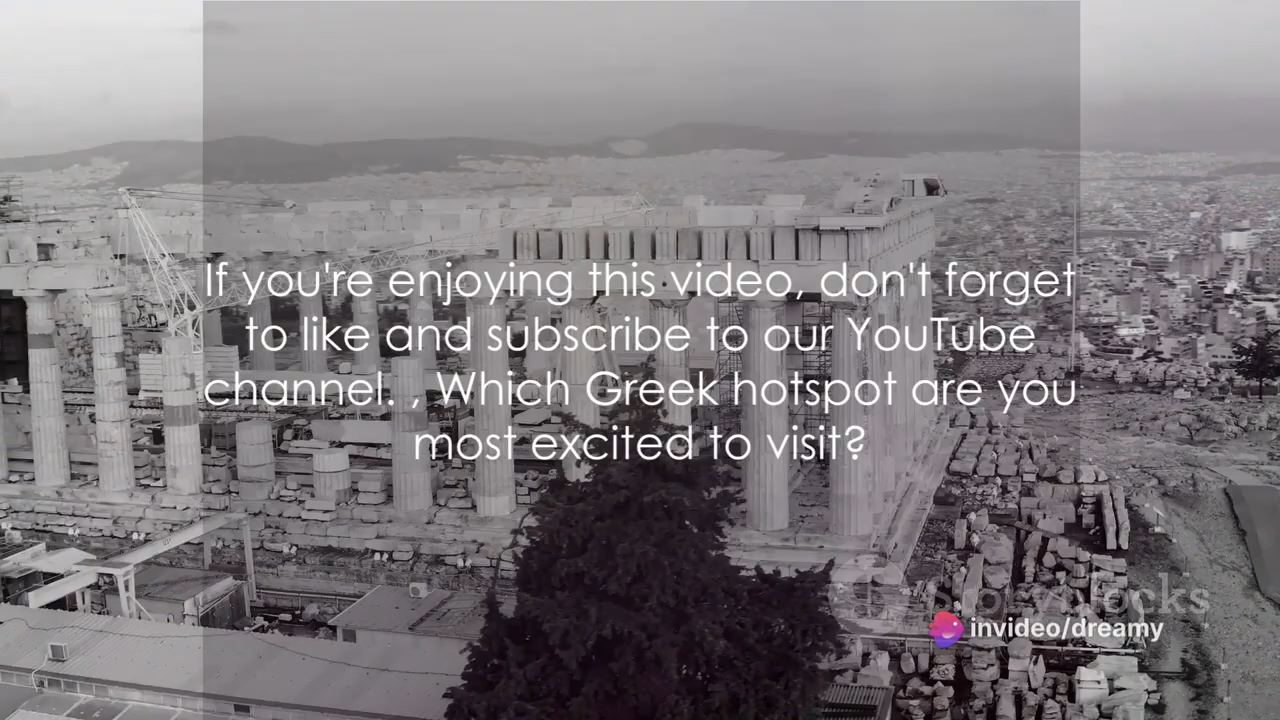 If you're enjoying this video, don't forget
to like and subscribe to our YouTube
channel. , Which Greek hotspot are you
most excited to visit?
Storyblocks
invideo/dreamy